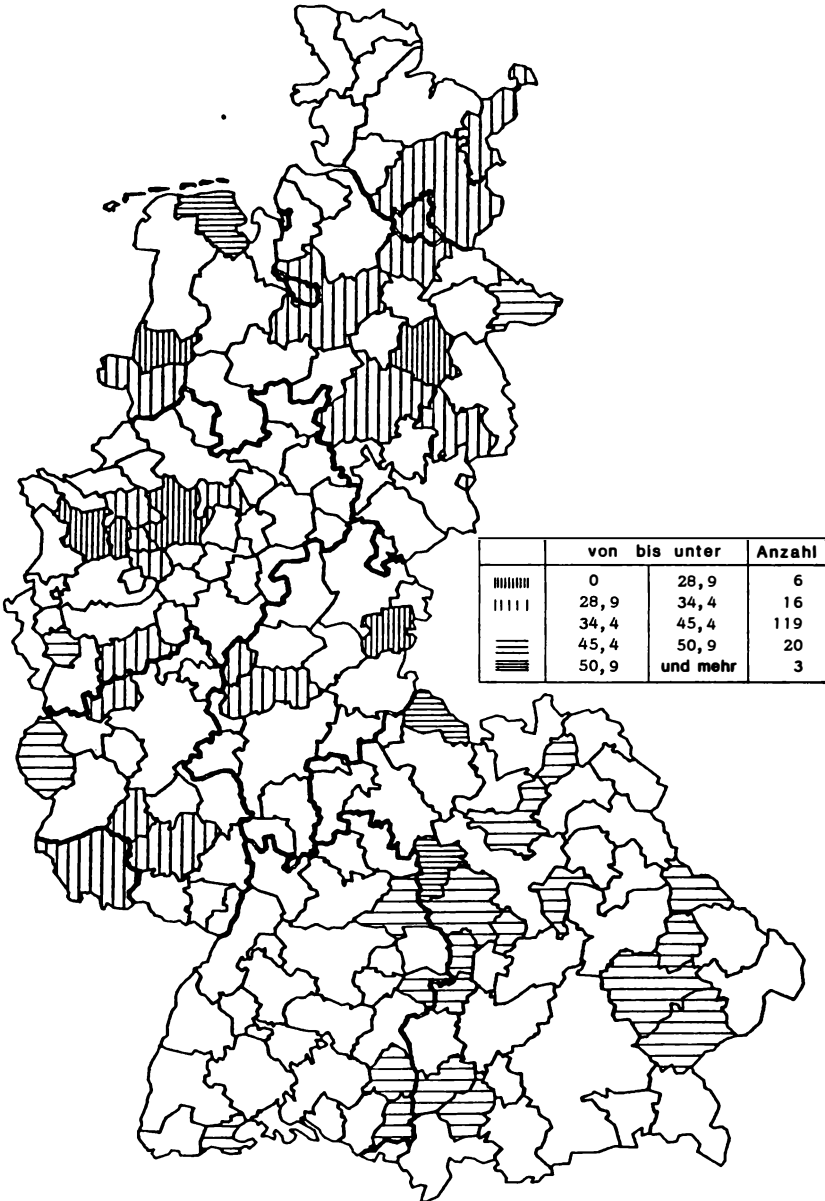 von bis unter Anzahl
0 28,9 6
28,9 34,4 16
34,4 45,4 119
45,4 50,9 20
50,9 und mehr 3